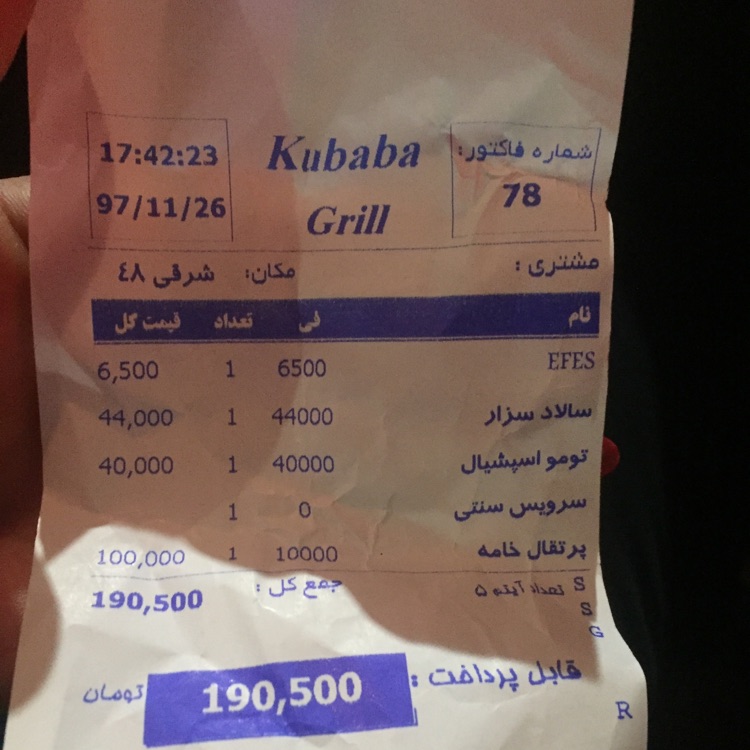 شماره فاکتور: Kubaba 17:42:23
78 Grill 97/11/26
مشتری : مکان: شرقی ٤٨
نام فی تعداد قیمت کل
EFES 6500 1 6,500
سالاد سزار 44000 1 44,000
تومو اسپشیال 40000 1 40,000
سرویس سنتی 0 1
پرتقال خامه 10000 1 100,000
S تعداد آیتم ۵ جمع کل : 190,500
S
G
قابل پرداخت : 190,500 تومان
R